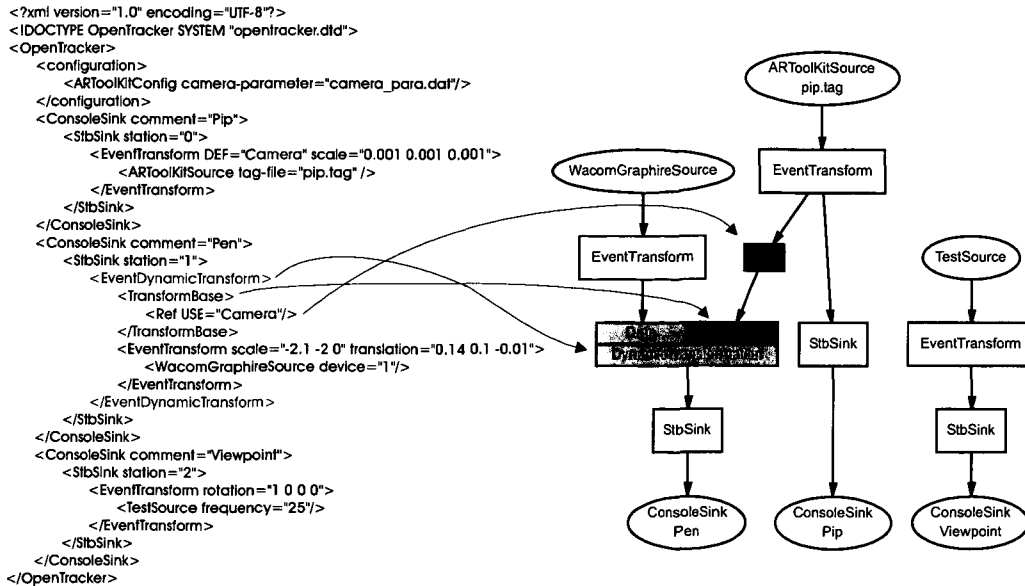 <?xml version="1.0" encoding="UTF-8"?>
<!DOCTYPE OpenTracker SYSTEM "opentracker.dtd">
<OpenTracker>
<configuration>
<ARToolKitConfig camera-parameter="camera_para.dat"/>
</configuration>
<ConsoleSink comment="Pip">
<StbSink station="0">
<EventTransform DEF="Camera" scale="0.001 0.001 0.001">
<ARToolKitSource tag-file="pip.tag" />
</EventTransform>
</StbSink>
</ConsoleSink>
<ConsoleSink comment="Pen">
<StbSink station="1">
<EventDynamicTransform>
<TransformBase>
<Ref USE="Camera"/>
</TransformBase>
<EventTransform scale="-2.1 -2 0" translation="0.14 0.1 -0.01">
<WacomGraphireSource device="1"/>
</EventTransform>
</EventDynamicTransform>
</StbSink>
</ConsoleSink>
<ConsoleSink comment="Viewpoint">
<StbSink station="2">
<EventTransform rotation="1 0 0 0">
<TestSource frequency="25"/>
</EventTransform>
</StbSink>
</ConsoleSink>
</OpenTracker>
ARToolKitSource
pip.tag
WacomGraphireSource
EventTransform
EventTransform
TestSource
Data
StbSink
EventTransform
StbSink
StbSink
ConsoleSink
Pen
ConsoleSink
Pip
ConsoleSink
Viewpoint